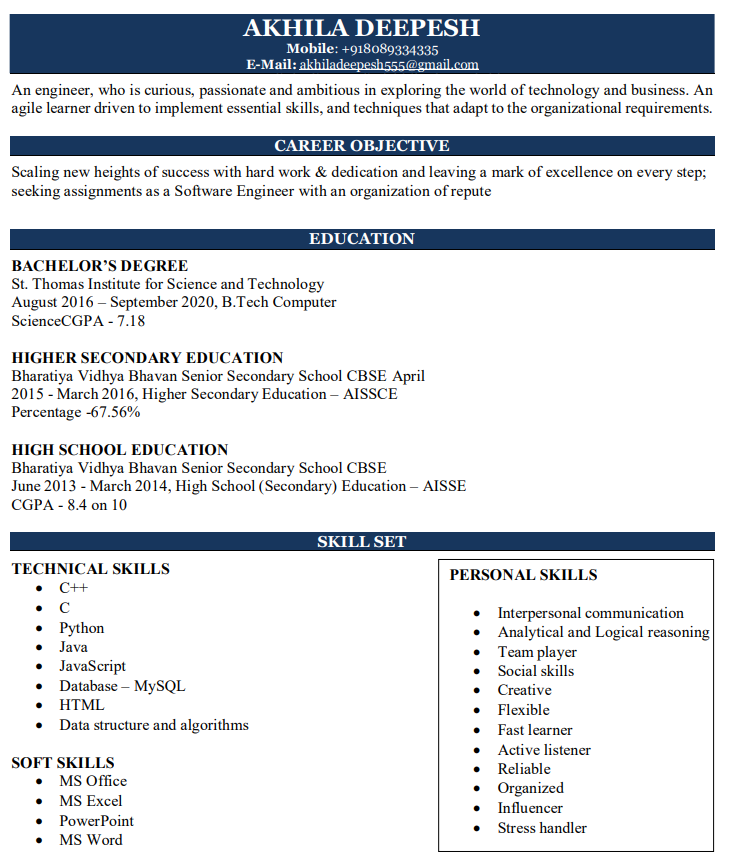 AKHILA DEEPESH
Mobile: +918089334335
E-Mail: akhiladeepesh555@gmail.com
An engineer, who is curious, passionate and ambitious in exploring the world of technology and business. An
agile learner driven to implement essential skills, and techniques that adapt to the organizational requirements.
CAREER OBJECTIVE
Scaling new heights of success with hard work & dedication and leaving a mark of excellence on every step;
seeking assignments as a Software Engineer with an organization of repute
EDUCATION
BACHELOR’S DEGREE
St. Thomas Institute for Science and Technology
August 2016 – September 2020, B.Tech Computer
ScienceCGPA - 7.18
HIGHER SECONDARY EDUCATION
Bharatiya Vidhya Bhavan Senior Secondary School CBSE April
2015 - March 2016, Higher Secondary Education – AISSCE
Percentage -67.56%
HIGH SCHOOL EDUCATION
Bharatiya Vidhya Bhavan Senior Secondary School CBSE
June 2013 - March 2014, High School (Secondary) Education – AISSE
CGPA - 8.4 on 10
SKILL SET
TECHNICAL SKILLS
• C++
• C
• Python
• Java
• JavaScript
• Database – MySQL
• HTML
• Data structure and algorithms
SOFT SKILLS
• MS Office
• MS Excel
• PowerPoint
• MS Word
PERSONAL SKILLS
• Interpersonal communication
• Analytical and Logical reasoning
• Team player
• Social skills
• Creative
• Flexible
• Fast learner
• Active listener
• Reliable
• Organized
• Influencer
• Stress handler